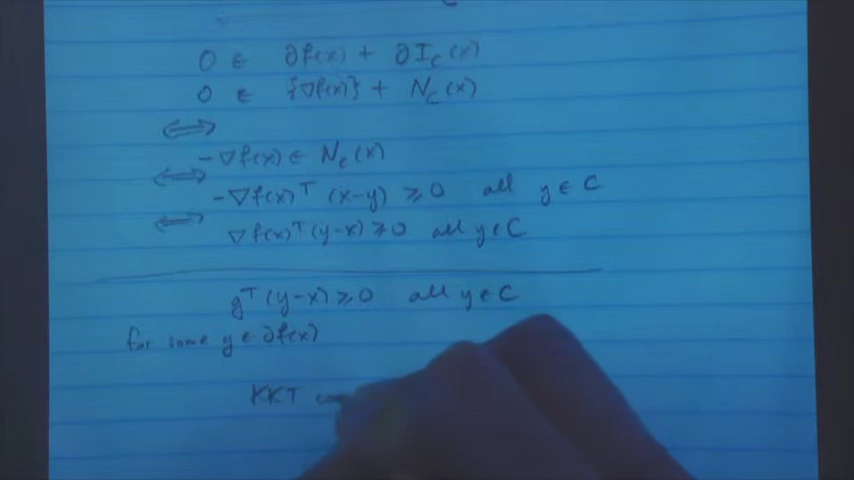 0 ∈ ∂f(x) + ∂I_C(x)
0 ∈ {∇f(x)} + N_C(x)
⟺
-∇f(x) ∈ N_C(x)
⟺
-∇f(x)^T (x-y) ≥ 0 all y ∈ C
⟺
∇f(x)^T (y-x) ≥ 0 all y ∈ C
g^T (y-x) ≥ 0 all y ∈ C
for some g ∈ ∂f(x)
KKT